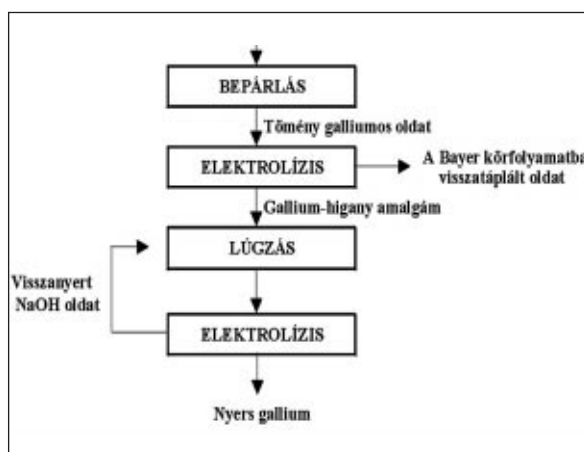 BEPÁRLÁS
Tömény galliumos oldat
ELEKTROLÍZIS
A Bayer körfolyamatba
visszatáplált oldat
Gallium-higany amalgám
LÚGZÁS
Visszanyert
NaOH oldat
ELEKTROLÍZIS
Nyers gallium